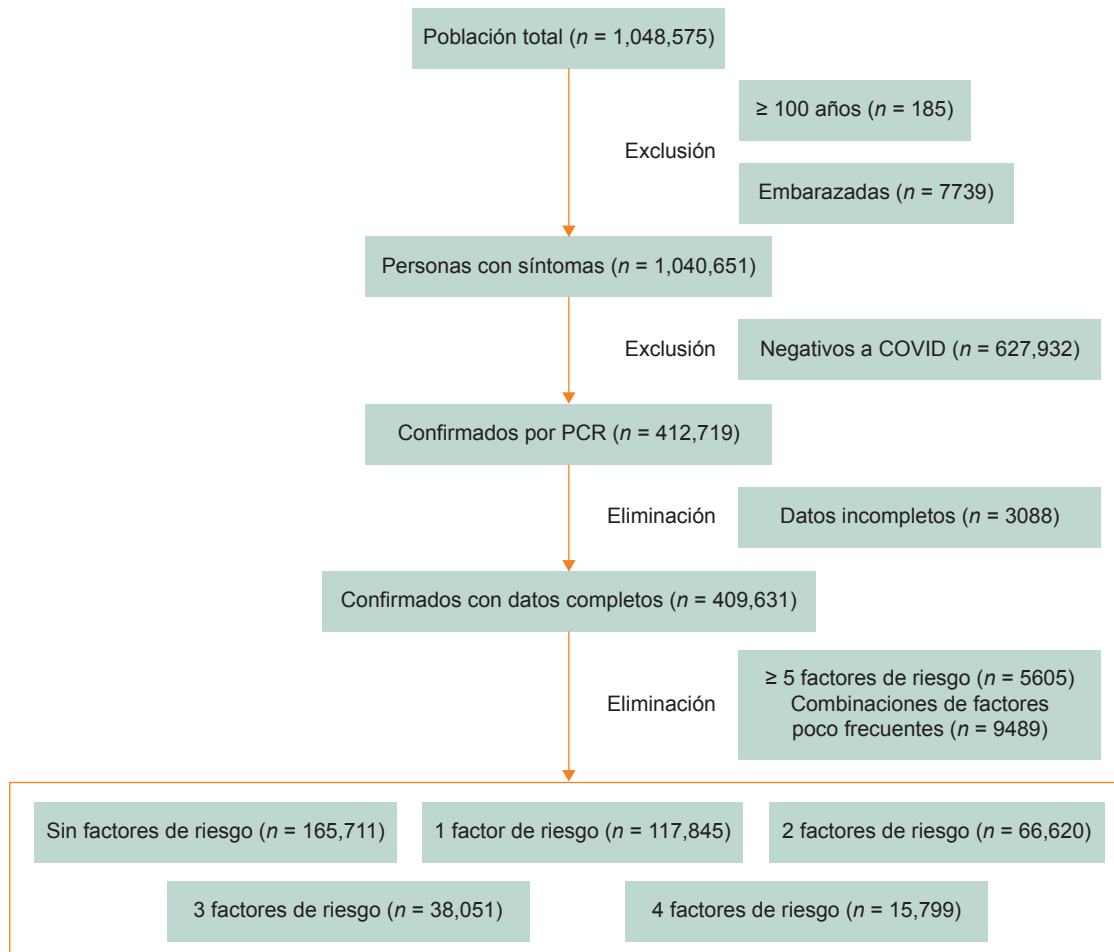 Población total (n = 1,048,575)
≥ 100 años (n = 185)
Exclusión
Embarazadas (n = 7739)
Personas con síntomas (n = 1,040,651)
Exclusión
Negativos a COVID (n = 627,932)
Confirmados por PCR (n = 412,719)
Eliminación
Datos incompletos (n = 3088)
Confirmados con datos completos (n = 409,631)
Eliminación
≥ 5 factores de riesgo (n = 5605)
Combinaciones de factores
poco frecuentes (n = 9489)
Sin factores de riesgo (n = 165,711)
1 factor de riesgo (n = 117,845)
2 factores de riesgo (n = 66,620)
3 factores de riesgo (n = 38,051)
4 factores de riesgo (n = 15,799)